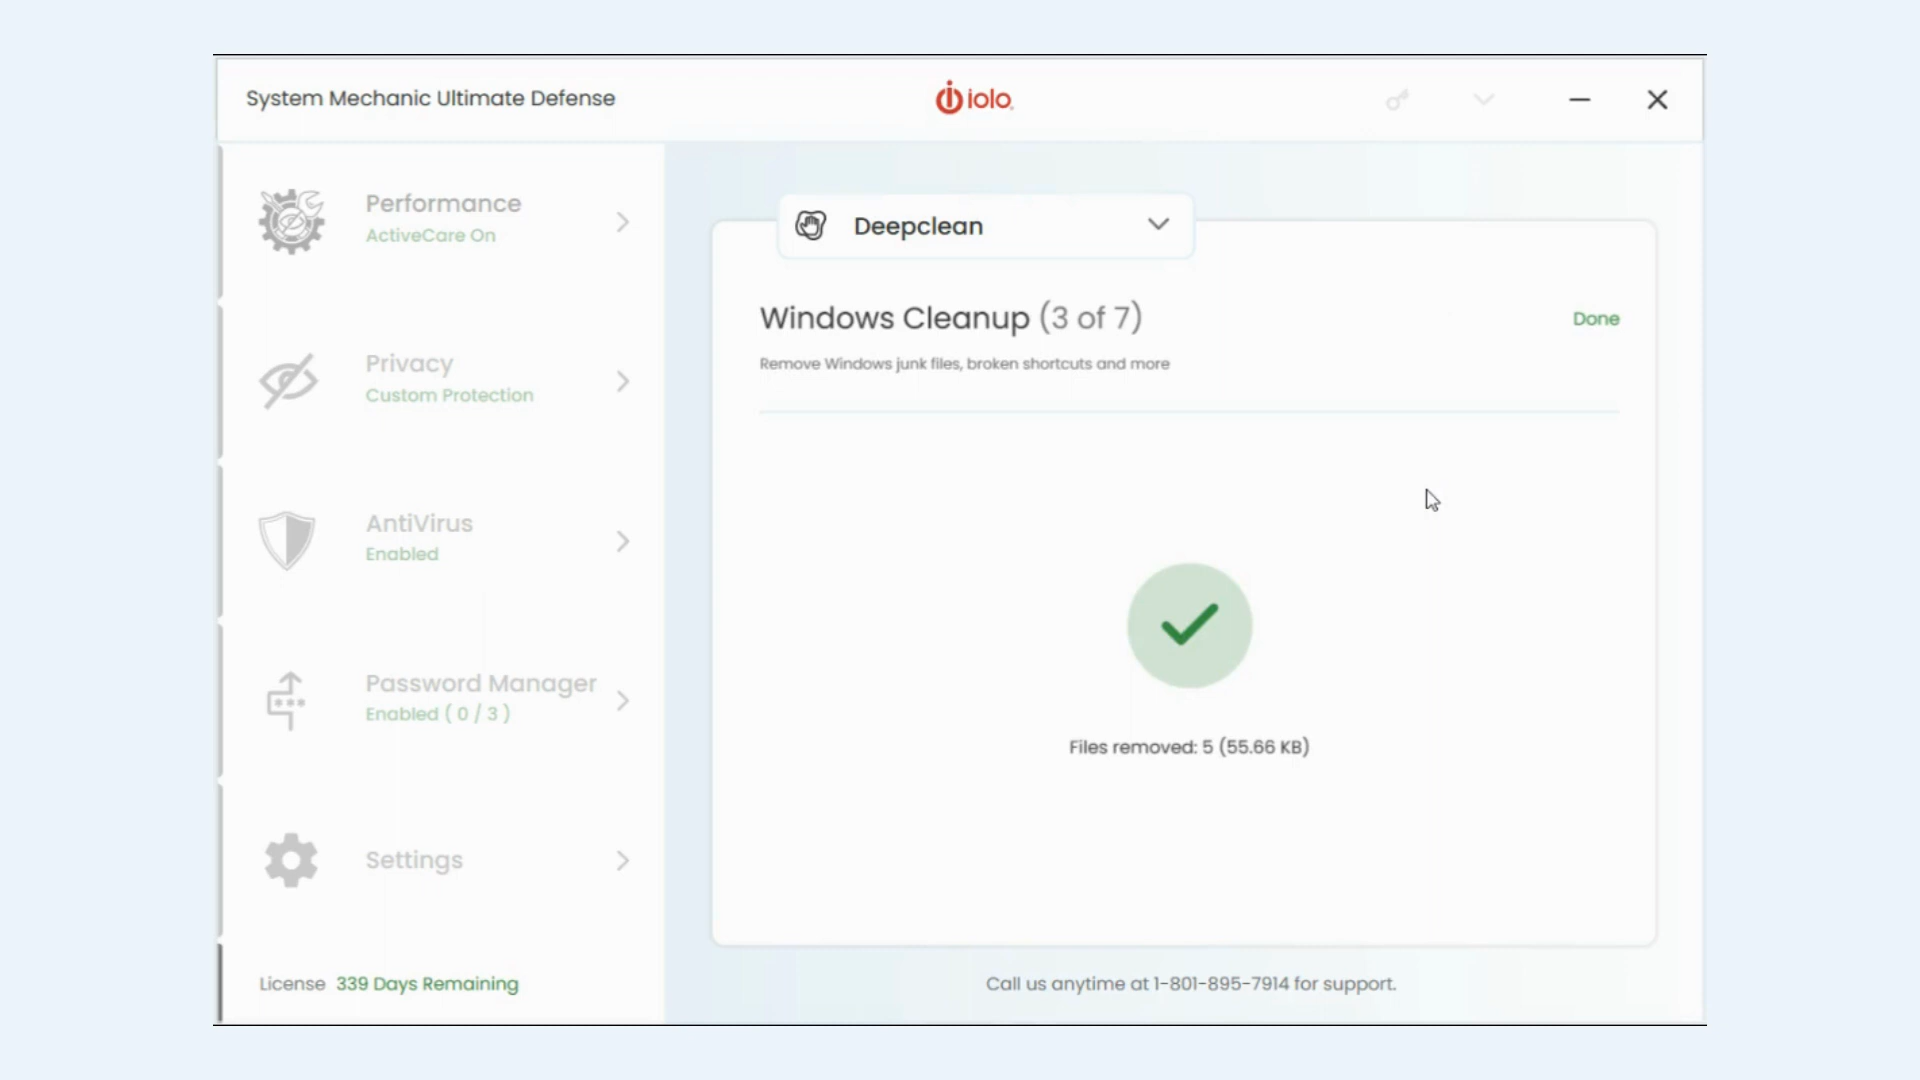 System Mechanic Ultimate Defense
iolo
Performance
ActiveCare On
Privacy
Custom Protection
AntiVirus
Enabled
Password Manager
Enabled ( 0 / 3 )
Settings
License 339 Days Remaining
Deepclean
Windows Cleanup (3 of 7)
Done
Remove Windows junk files, broken shortcuts and more
Files removed: 5 (55.66 KB)
Call us anytime at 1-801-895-7914 for support.